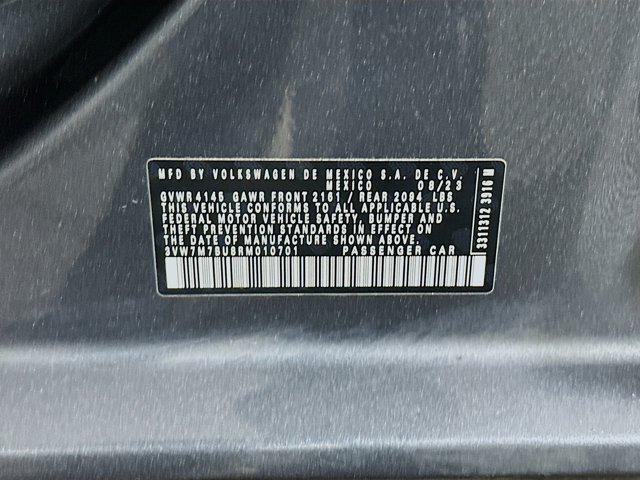 MFD BY VOLKSWAGEN DE MEXICO S.A. DE C.V.
MEXICO 08/23
GVWR 4145 GAWR FRONT 2161 / REAR 2094 LBS
THIS VEHICLE CONFORMS TO ALL APPLICABLE U.S.
FEDERAL MOTOR VEHICLE SAFETY, BUMPER AND
THEFT PREVENTION STANDARDS IN EFFECT ON THE
DATE OF MANUFACTURE SHOWN ABOVE.
3VW7M7BU8RM010701 PASSENGER CAR
3311312 3916 M